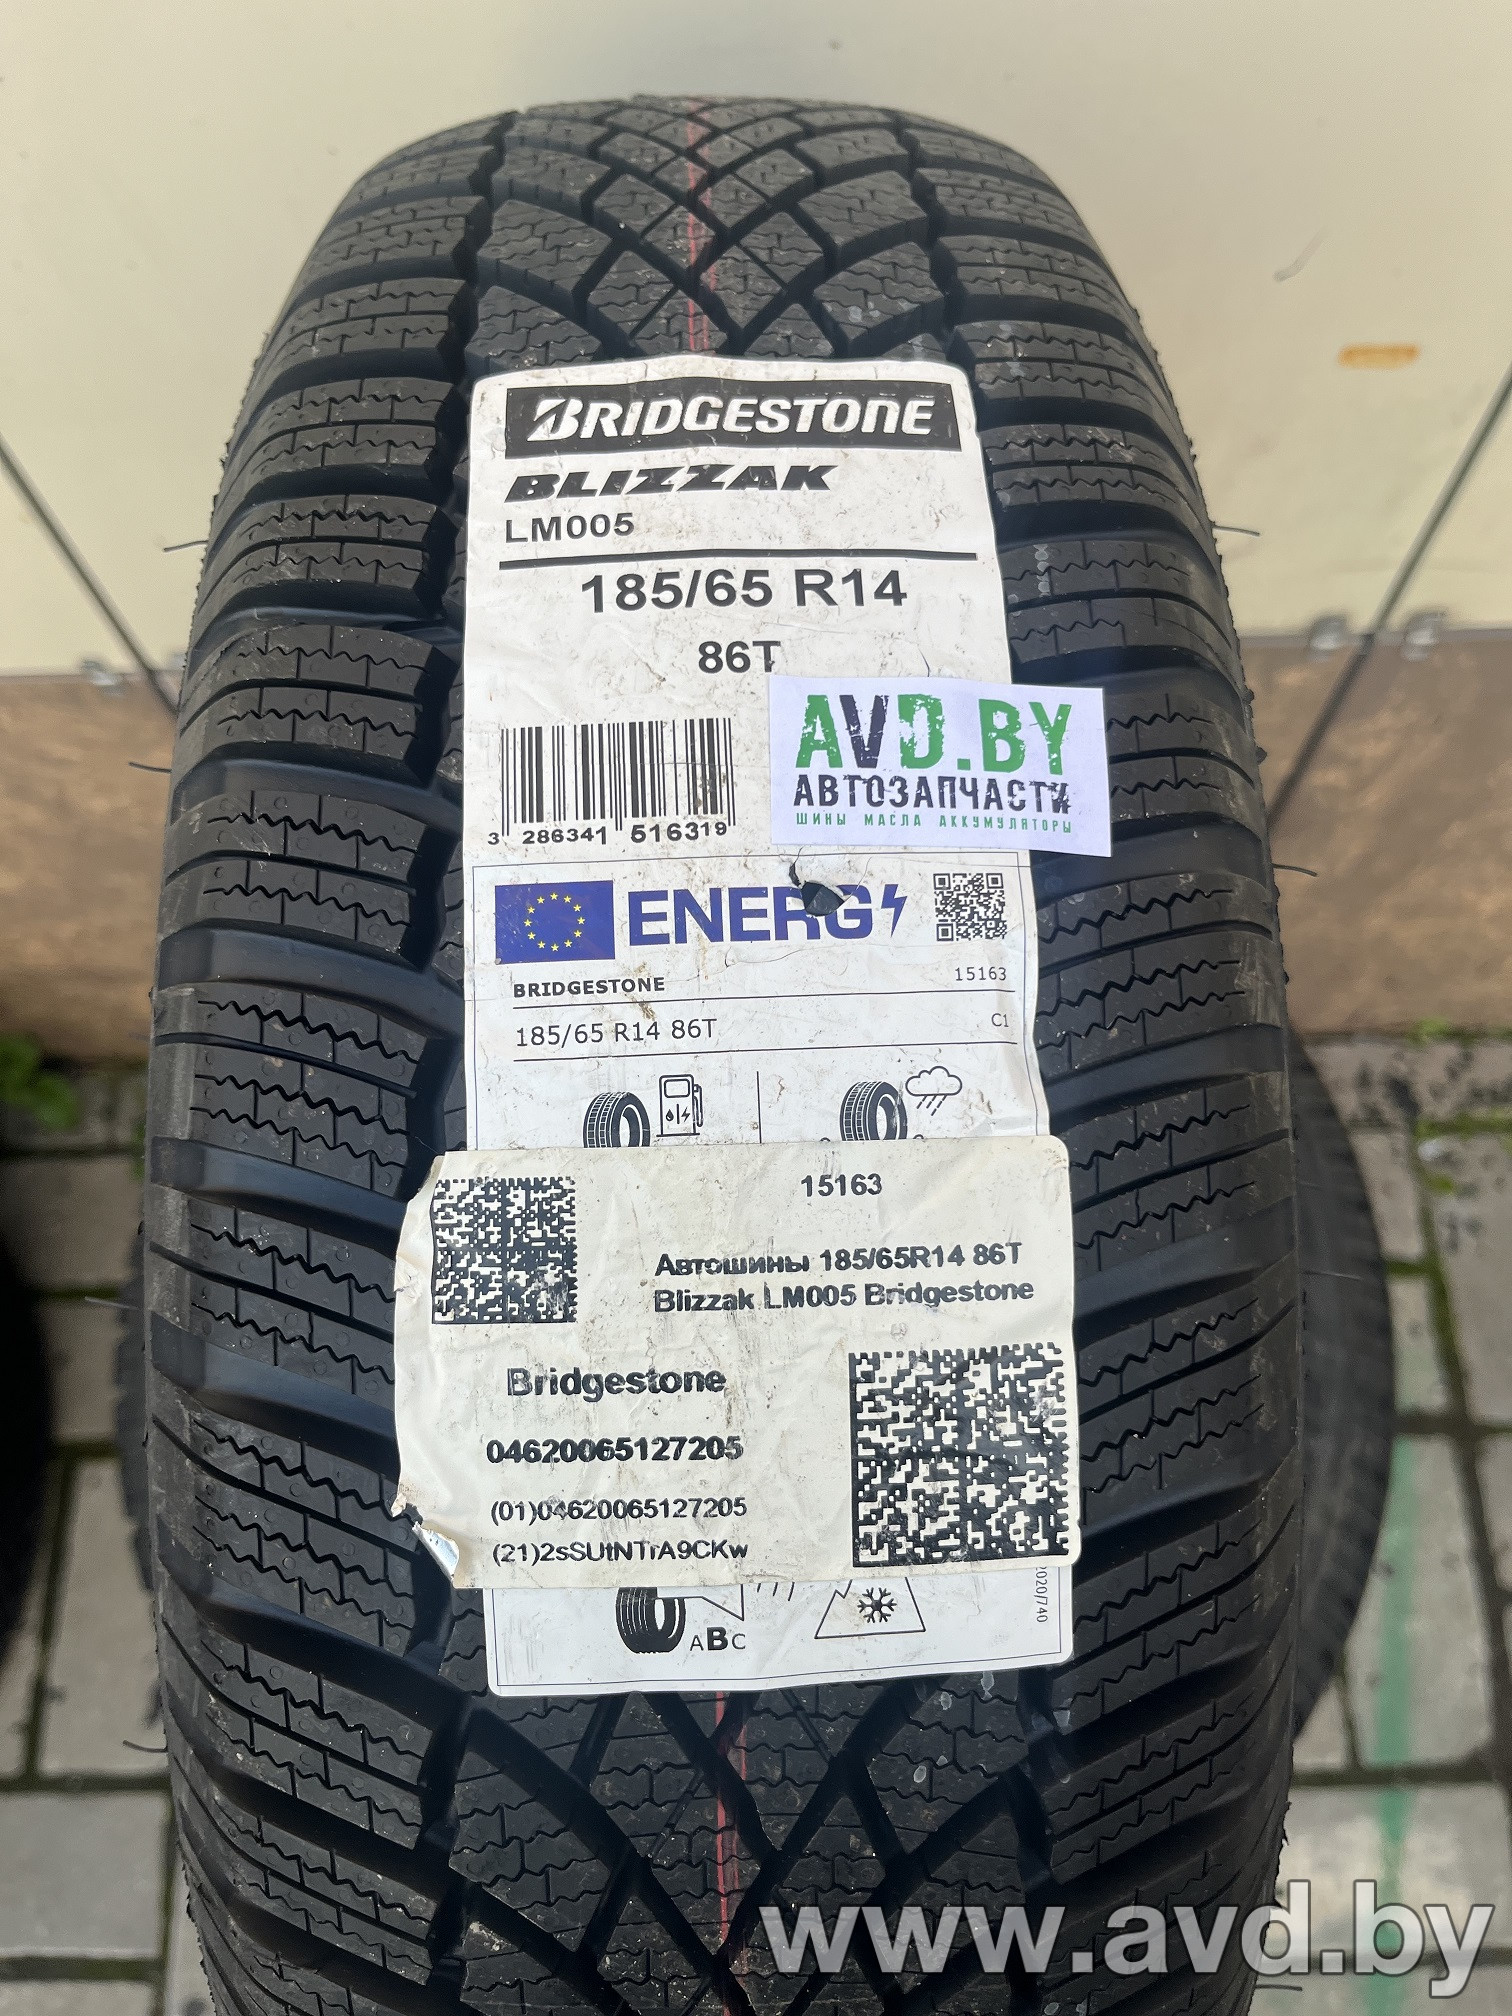 BRIDGESTONE
BLIZZAK
LM005
185/65 R14
86T
AVD.BY
АВТОЗАПЧАСТИ
ШИНЫ МАСЛА АККУМУЛЯТОРЫ
3 286341 516319
ENERG
BRIDGESTONE 15163
185/65 R14 86T C1
15163
Автошины 185/65R14 86T
Blizzak LM005 Bridgestone
Bridgestone
04620065127205
(01)04620065127205
(21)2sSUtNTrA9CKw
2020/740
ABC
www.avd.by